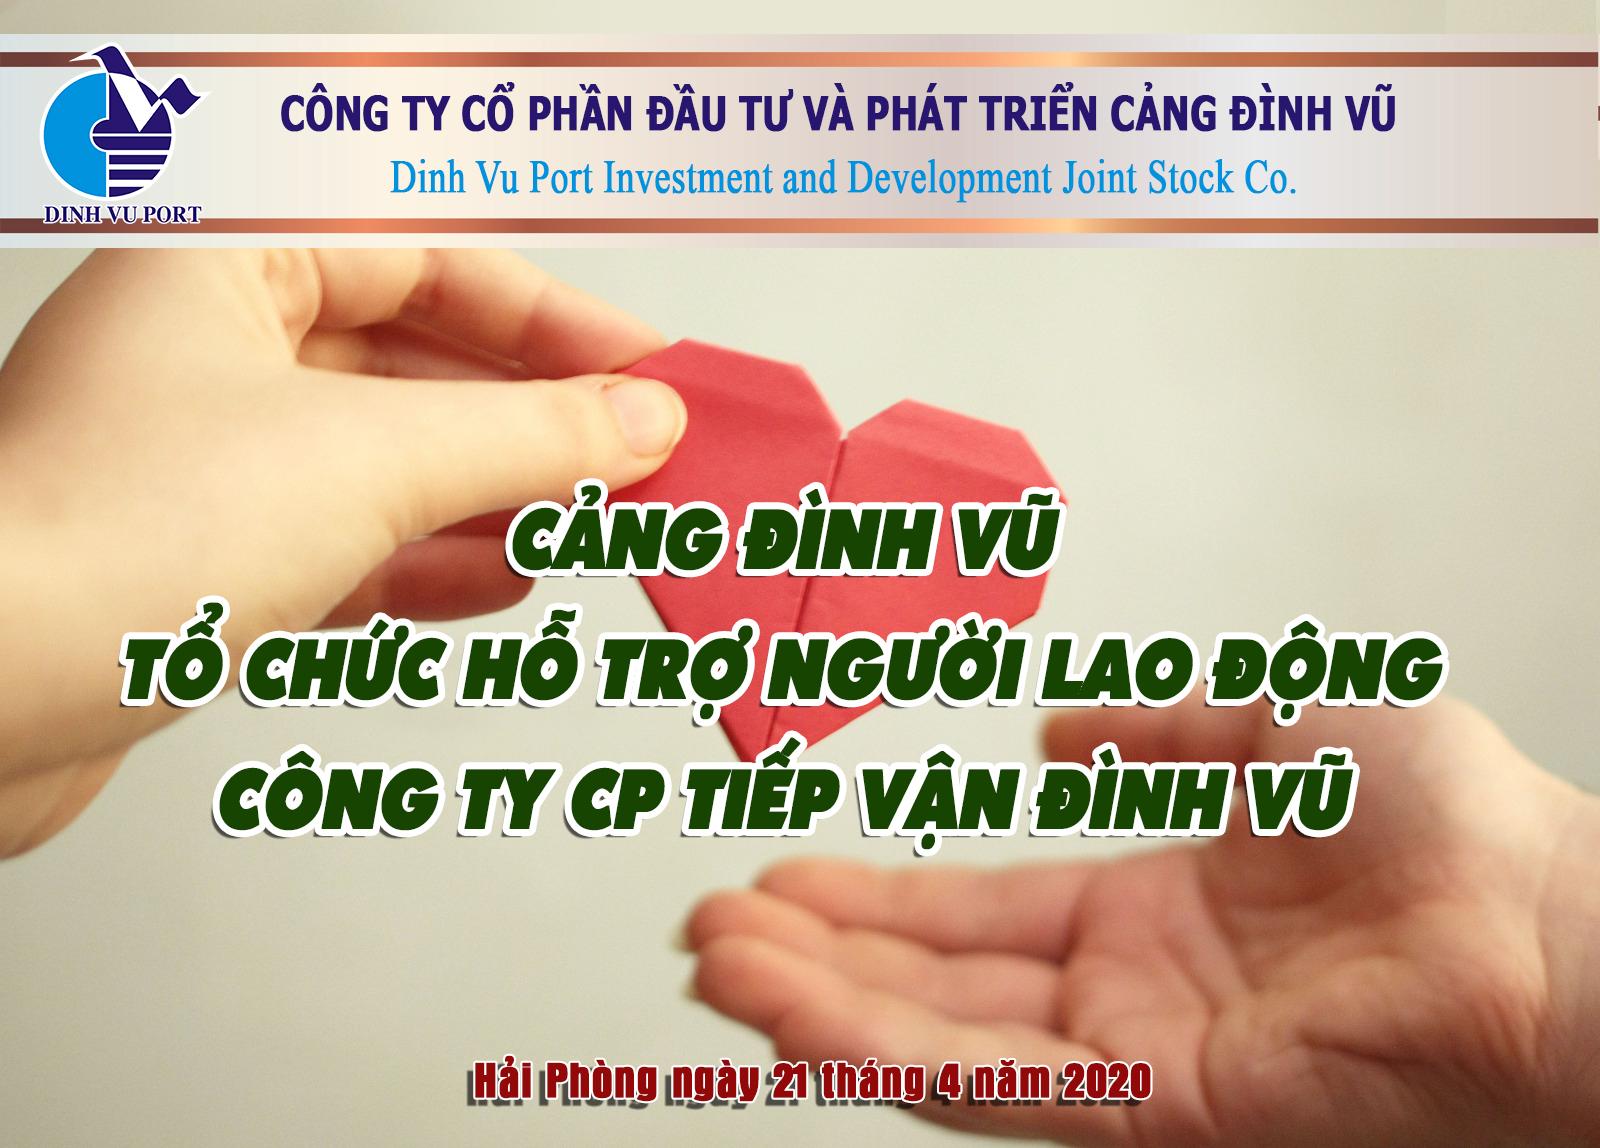 CÔNG TY CỔ PHẦN ĐẦU TƯ VÀ PHÁT TRIỂN CẢNG ĐÌNH VŨ
Dinh Vu Port Investment and Development Joint Stock Co.
DINH VU PORT
CẢNG ĐÌNH VŨ
TỔ CHỨC HỖ TRỢ NGƯỜI LAO ĐỘNG
CÔNG TY CP TIẾP VẬN ĐÌNH VŨ
Hải Phòng ngày 21 tháng 4 năm 2020